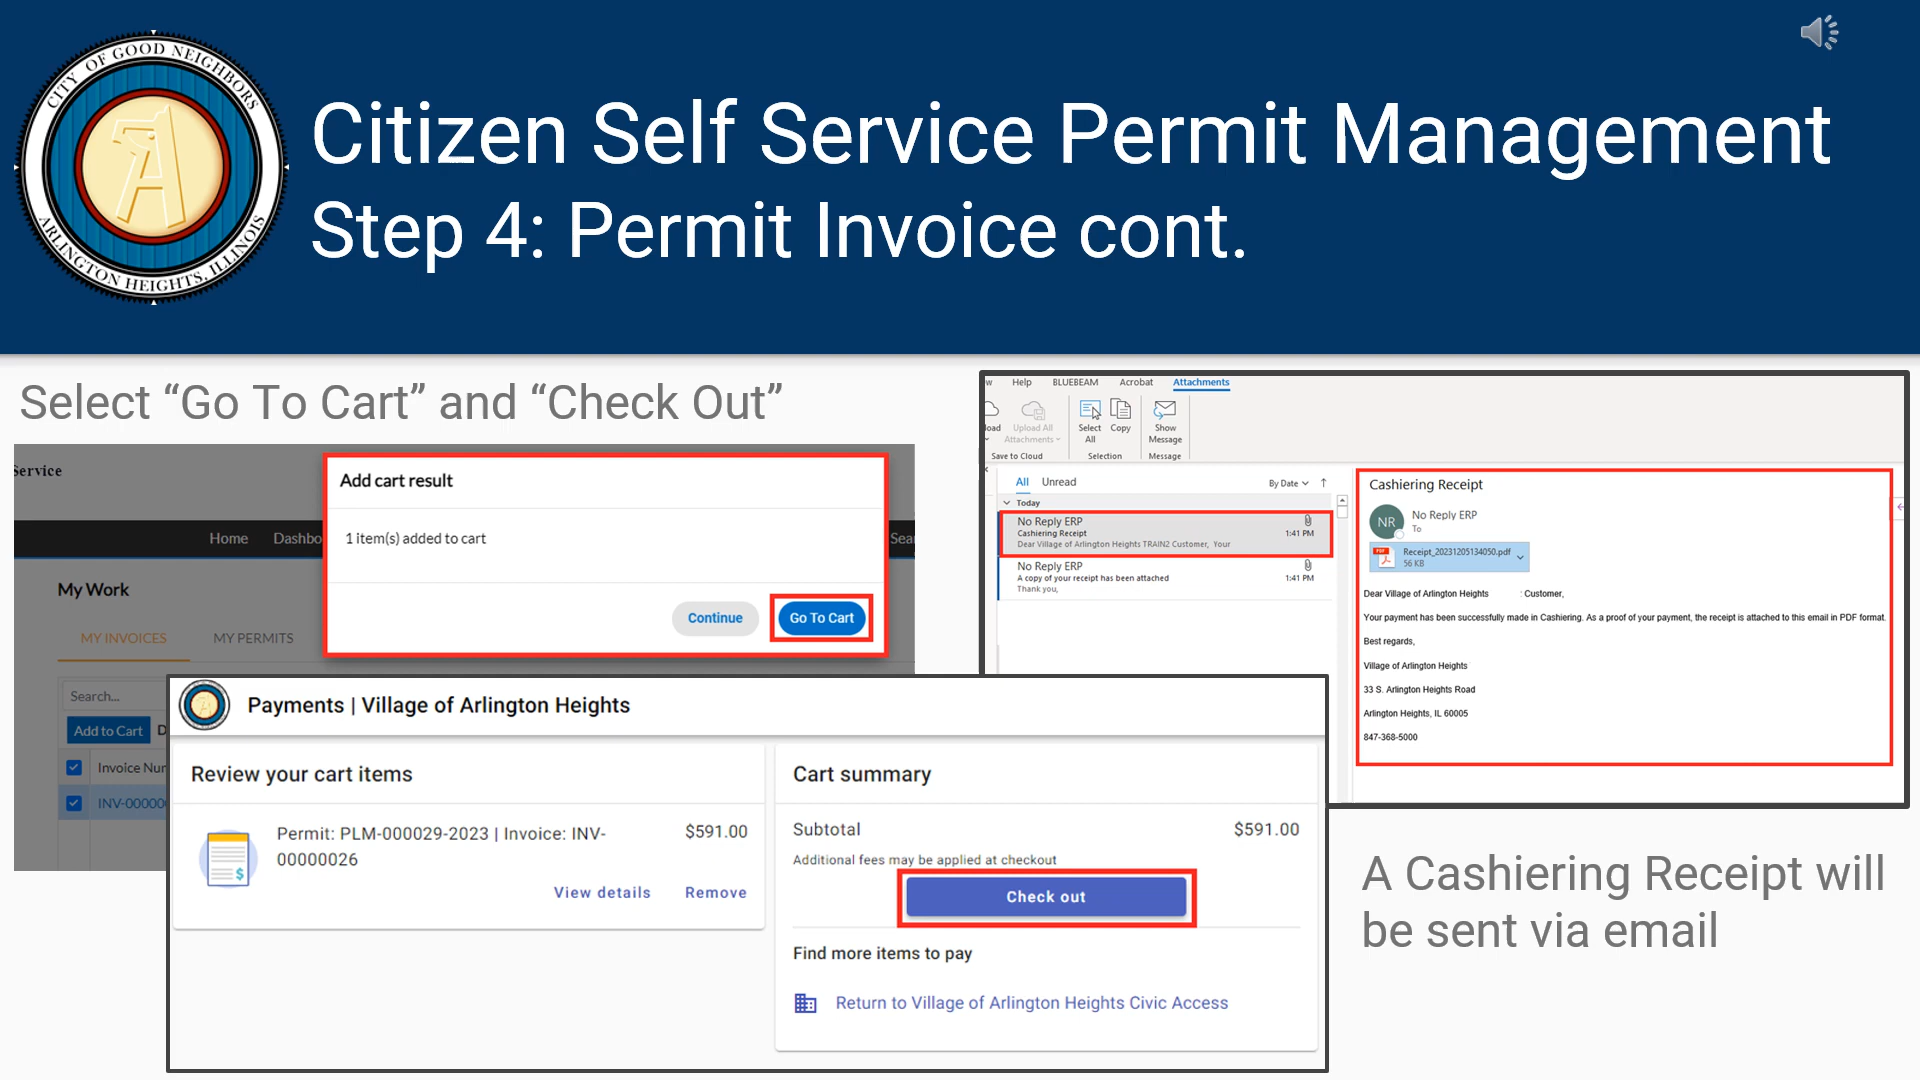 CITY OF GOOD NEIGHBORS
ARLINGTON HEIGHTS, ILLINOIS
Citizen Self Service Permit Management
Step 4: Permit Invoice cont.
Select “Go To Cart” and “Check Out”
Service
Home Dashbo Sear
My Work
MY INVOICES MY PERMITS
Search...
Add to Cart D
Invoice Nur
INV-00000
Add cart result
1 item(s) added to cart
Continue Go To Cart
Payments | Village of Arlington Heights
Review your cart items
Permit: PLM-000029-2023 | Invoice: INV- $591.00
00000026
View details Remove
Cart summary
Subtotal $591.00
Additional fees may be applied at checkout
Check out
Find more items to pay
Return to Village of Arlington Heights Civic Access
w Help BLUEBEAM Acrobat Attachments
load Upload All Select Copy Show
Attachments All Message
Save to Cloud Selection Message
All Unread By Date
Today
No Reply ERP
Cashiering Receipt 1:41 PM
Dear Village of Arlington Heights TRAIN2 Customer, Your
No Reply ERP
A copy of your receipt has been attached 1:41 PM
Thank you,
Cashiering Receipt
NR No Reply ERP
To
PDF Receipt_20231205134050.pdf
56 KB
Dear Village of Arlington Heights : Customer,
Your payment has been successfully made in Cashiering. As a proof of your payment, the receipt is attached to this email in PDF format.
Best regards,
Village of Arlington Heights
33 S. Arlington Heights Road
Arlington Heights, IL 60005
847-368-5000
A Cashiering Receipt will
be sent via email